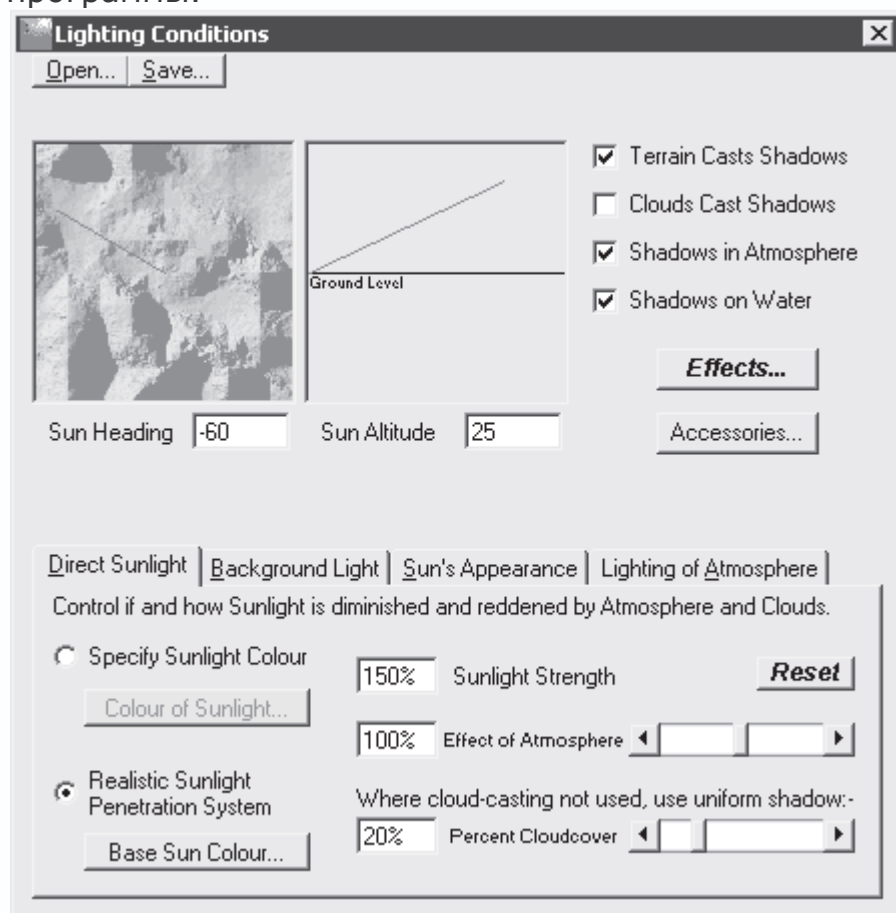 программы.
Lighting Conditions
Open... Save...
Terrain Casts Shadows
Clouds Cast Shadows
Shadows in Atmosphere
Shadows on Water
Ground Level
Effects...
Sun Heading -60 Sun Altitude 25 Accessories...
Direct Sunlight Background Light Sun's Appearance Lighting of Atmosphere
Control if and how Sunlight is diminished and reddened by Atmosphere and Clouds.
Specify Sunlight Colour
150% Sunlight Strength Reset
Colour of Sunlight...
100% Effect of Atmosphere
Realistic Sunlight
Penetration System
Where cloud-casting not used, use uniform shadow:-
20% Percent Cloudcover
Base Sun Colour...